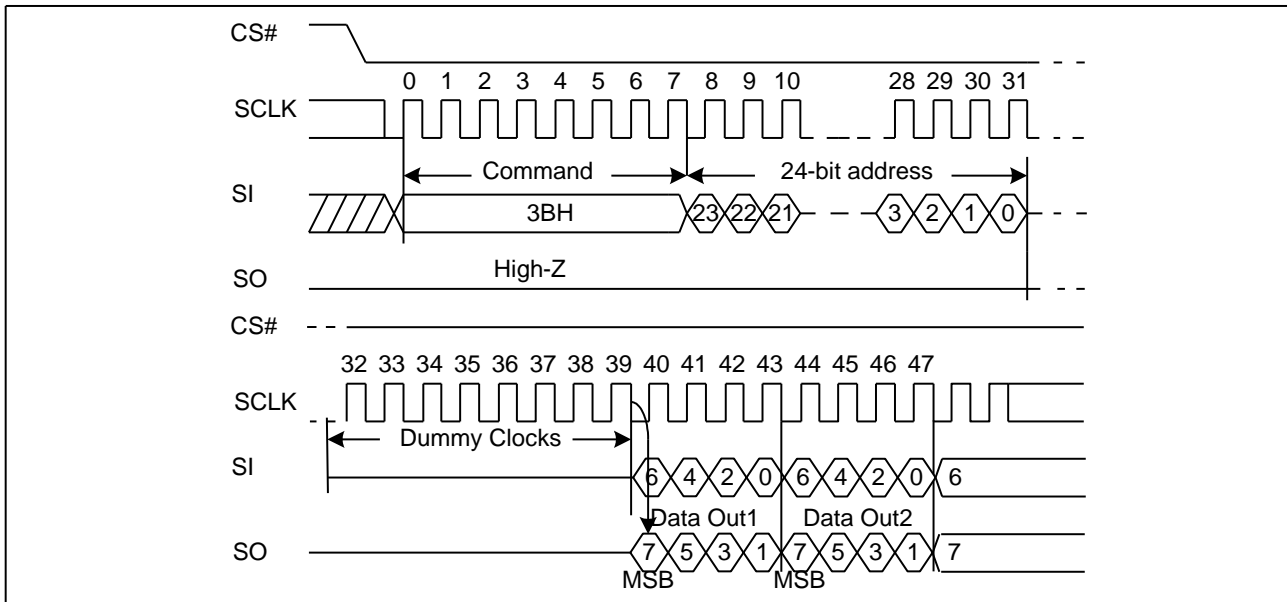 CS#
0 1 2 3 4 5 6 7 8 9 10 28 29 30 31
SCLK
Command 24-bit address
SI
3BH 23 22 21 3 2 1 0
High-Z
SO
CS#
32 33 34 35 36 37 38 39 40 41 42 43 44 45 46 47
SCLK
Dummy Clocks
SI
6 4 2 0 6 4 2 0 6
Data Out1 Data Out2
SO
7 5 3 1 7 5 3 1 7
MSB MSB